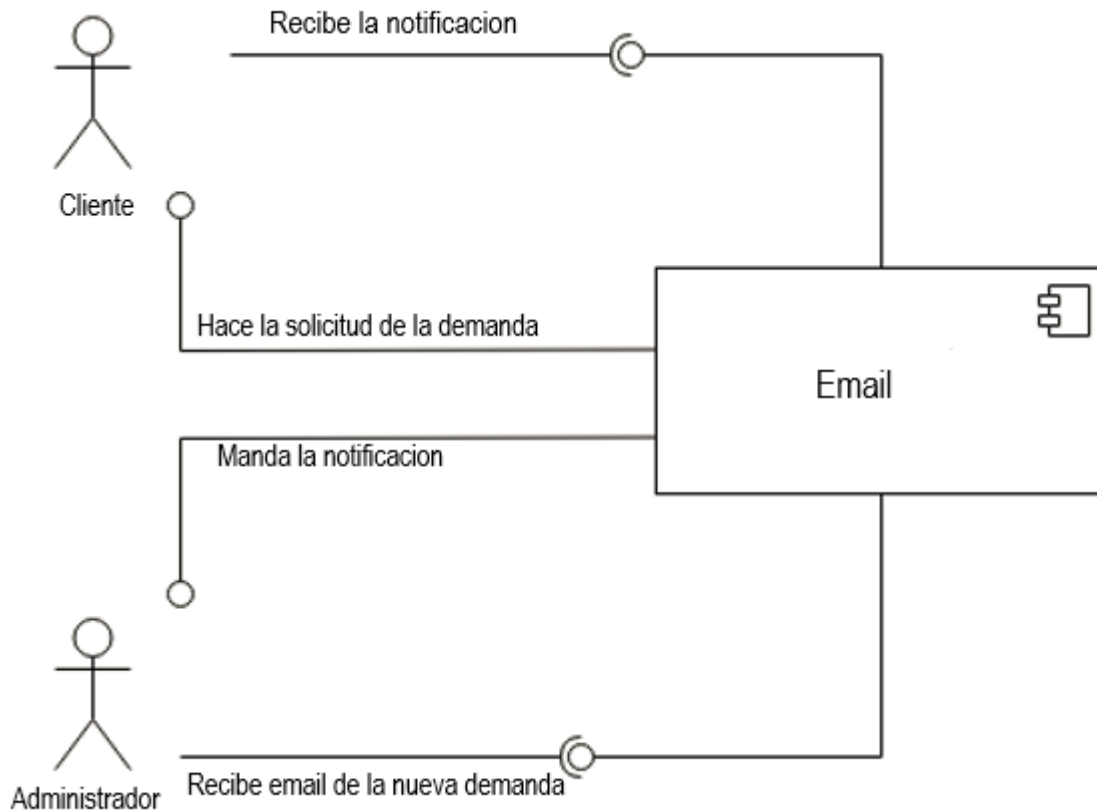 Recibe la notificacion
Cliente
Hace la solicitud de la demanda
Email
Manda la notificacion
Recibe email de la nueva demanda
Administrador